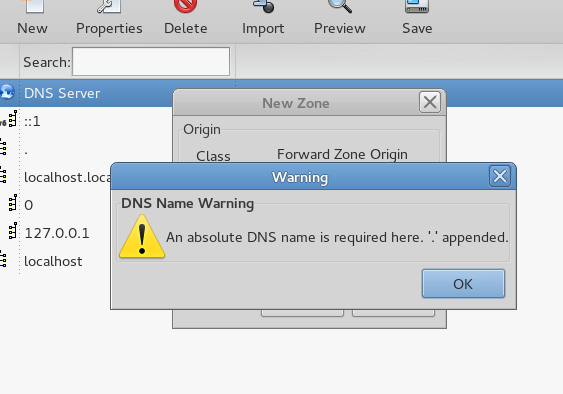 New Properties Delete Import Preview Save
Search:
DNS Server
New Zone
::1
Origin
.
Class Forward Zone Origin
localhost.loca
Warning
0
DNS Name Warning
127.0.0.1
An absolute DNS name is required here. '.' appended.
localhost
OK